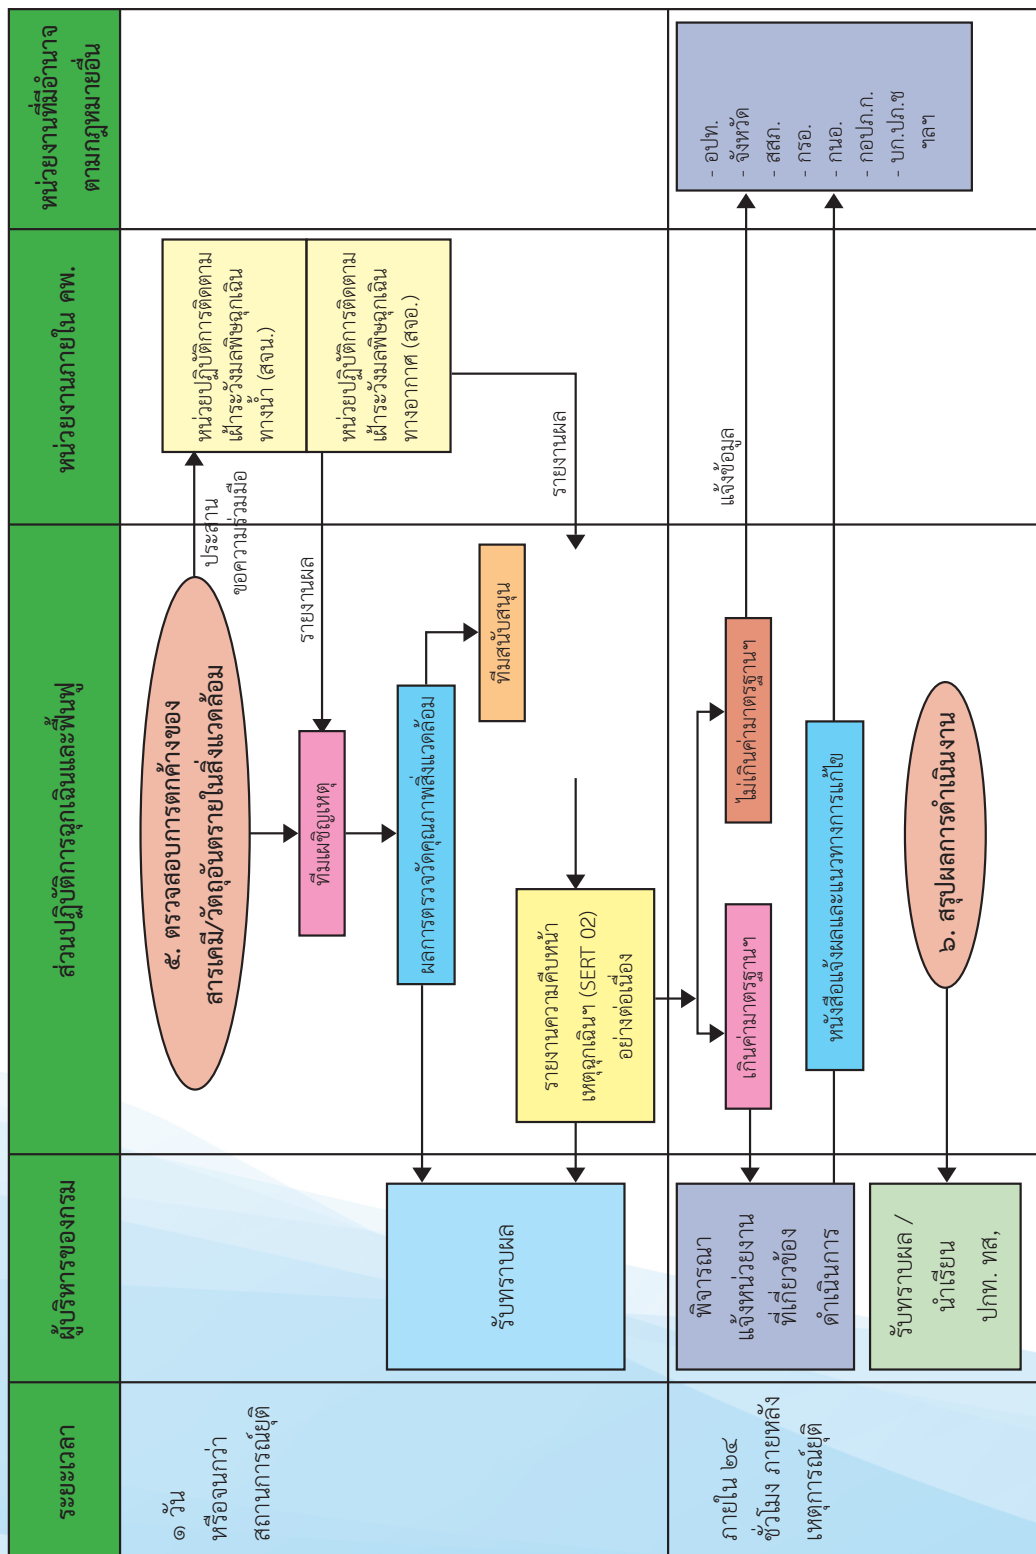 ระยะเวลา
ผู้บริหารของกรม
ส่วนปฏิบัติการฉุกเฉินและฟื้นฟู
หน่วยงานภายใน คพ.
หน่วยงานที่มีอำนาจ
ตามกฎหมายอื่น
๑ วัน
หรือจนกว่า
สถานการณ์ยุติ
๕. ตรวจสอบการตกค้างของ
สารเคมี/วัตถุอันตรายในสิ่งแวดล้อม
ประสาน
ขอความร่วมมือ
หน่วยปฏิบัติการติดตาม
เฝ้าระวังมลพิษฉุกเฉิน
ทางน้ำ (สจน.)
หน่วยปฏิบัติการติดตาม
เฝ้าระวังมลพิษฉุกเฉิน
ทางอากาศ (สจอ.)
รายงานผล
ทีมเผชิญเหตุ
ผลการตรวจวัดคุณภาพสิ่งแวดล้อม
ทีมสนับสนุน
รายงานผล
รับทราบผล
รายงานความคืบหน้า
เหตุฉุกเฉินฯ (SERT 02)
อย่างต่อเนื่อง
ภายใน ๒๔
ชั่วโมง ภายหลัง
เหตุการณ์ยุติ
พิจารณา
แจ้งหน่วยงาน
ที่เกี่ยวข้อง
ดำเนินการ
เกินค่ามาตรฐานฯ
ไม่เกินค่ามาตรฐานฯ
แจ้งข้อมูล
หนังสือแจ้งผลและแนวทางการแก้ไข
- อปท.
- จังหวัด
- สสภ.
- กรอ.
- กนอ.
- กอปภ.ก.
- บก.ปภ.ช
ฯลฯ
๖. สรุปผลการดำเนินงาน
รับทราบผล /
นำเรียน
ปกท. ทส,